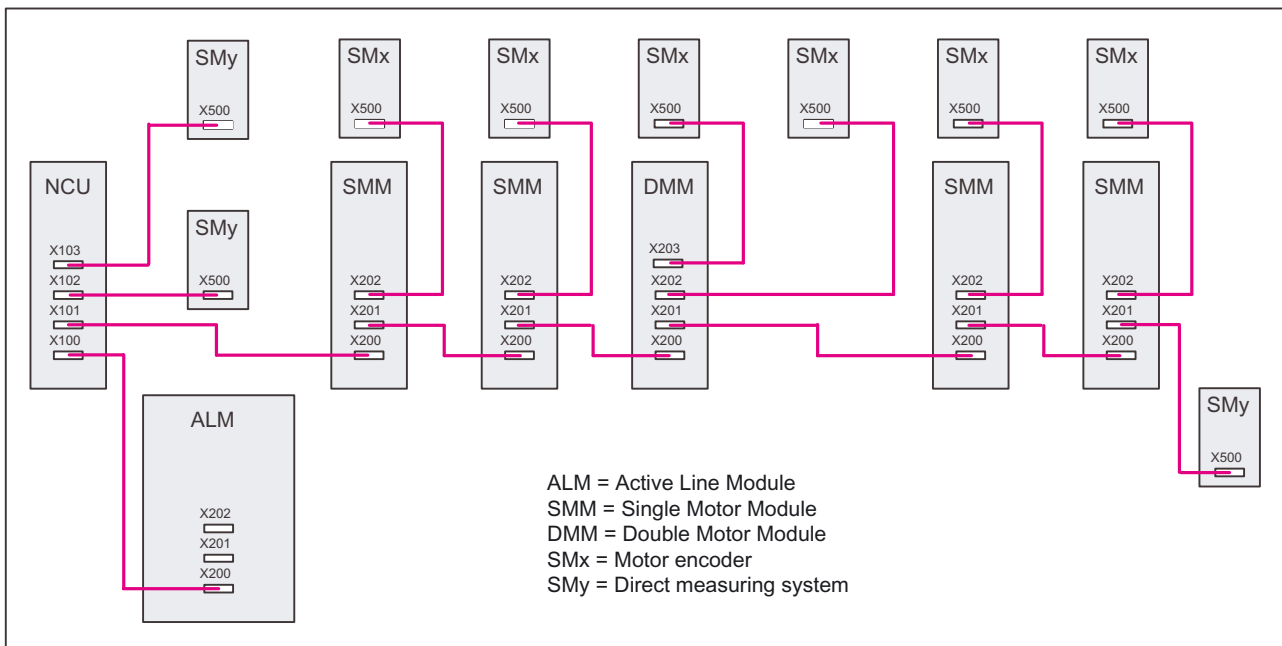 SMy
X500
SMx
X500
SMx
X500
SMx
X500
SMx
X500
SMx
X500
SMx
X500
NCU
X103
X102
X101
X100
SMy
X500
SMM
X202
X201
X200
SMM
X202
X201
X200
DMM
X203
X202
X201
X200
SMM
X202
X201
X200
SMM
X202
X201
X200
SMy
X500
ALM
X202
X201
X200
ALM = Active Line Module
SMM = Single Motor Module
DMM = Double Motor Module
SMx = Motor encoder
SMy = Direct measuring system